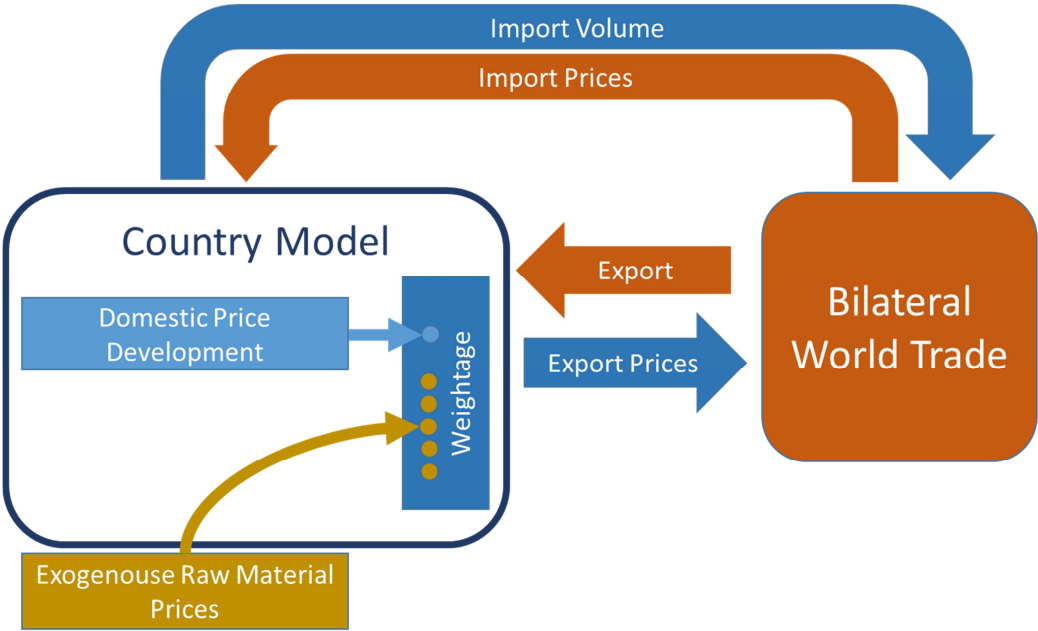 Import Volume
Import Prices
Country Model
Domestic Price
Development
Weightage
Exogenouse Raw Material
Prices
Export
Export Prices
Bilateral
World Trade